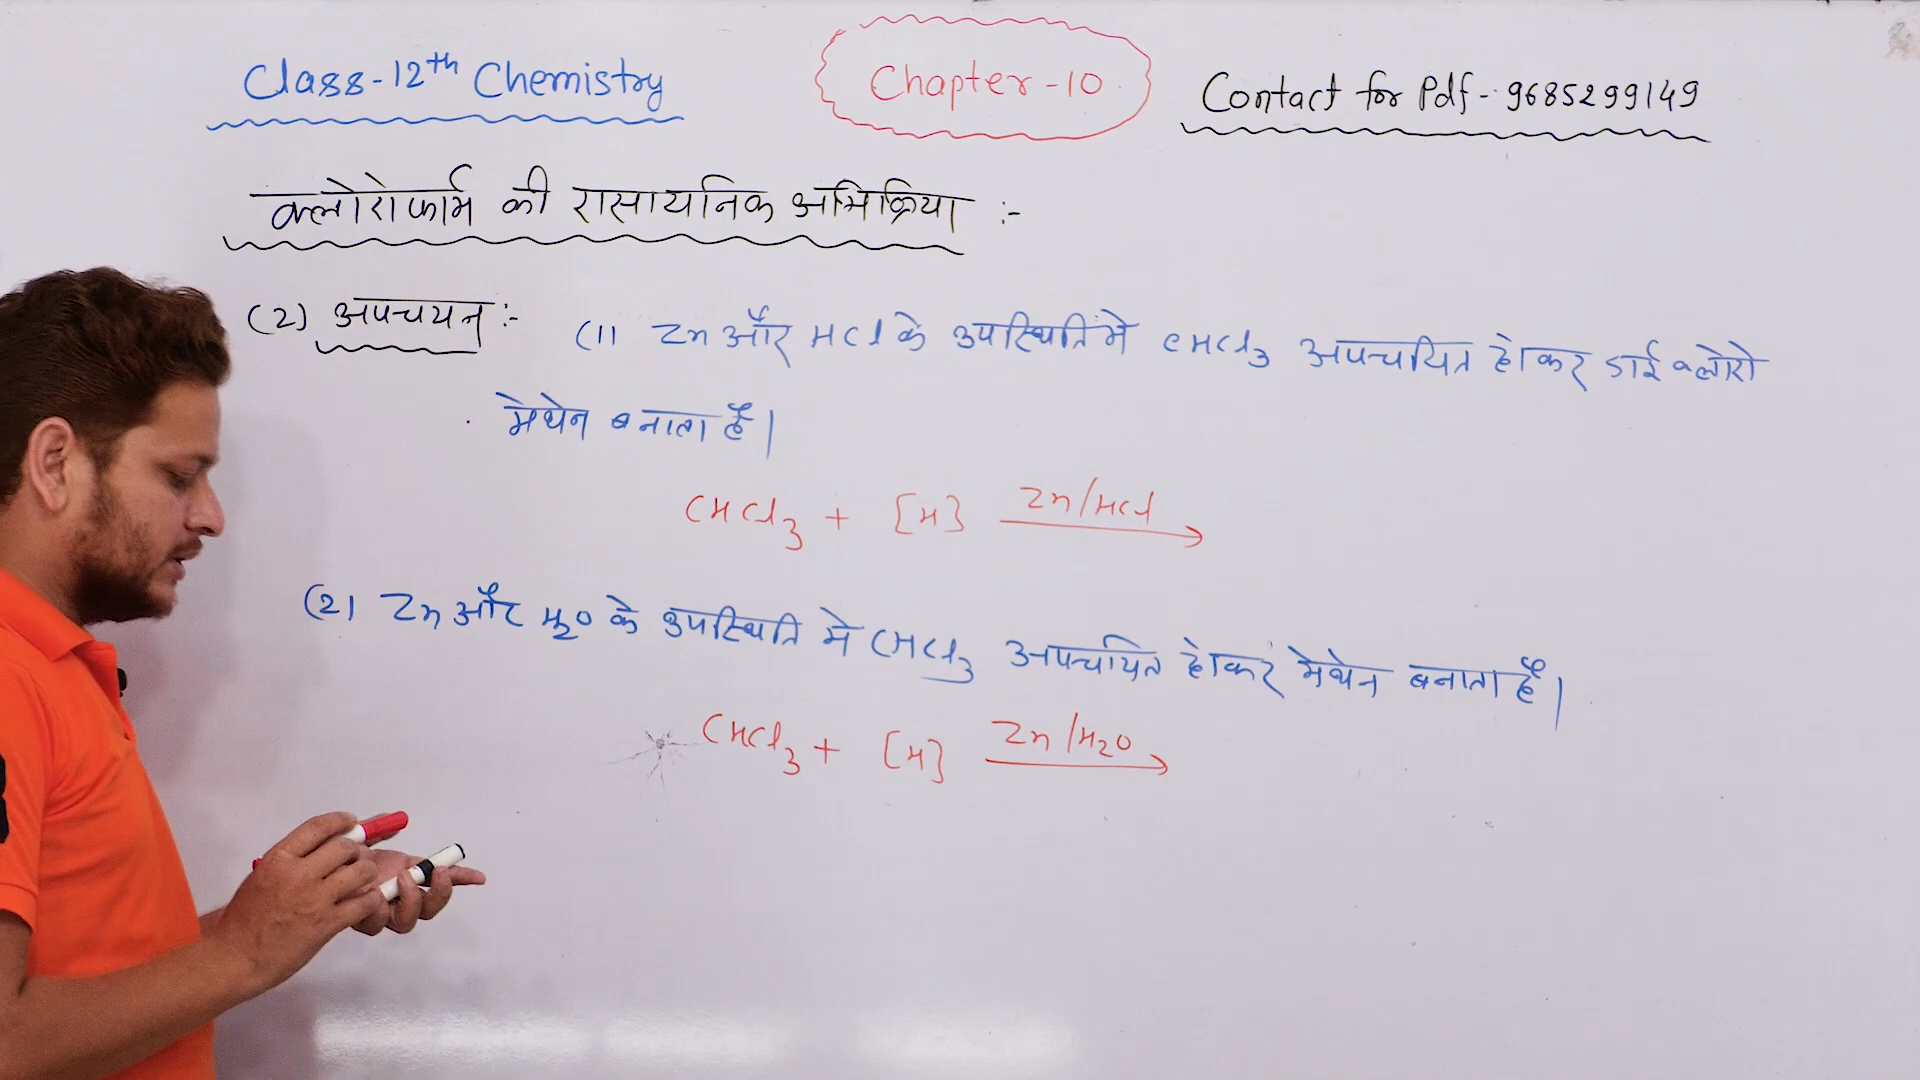 Class-12th Chemistry
Chapter-10
Contact for Pdf-9685299149
क्लोरोफार्म की रासायनिक अभिक्रिया :-
(2) अपचयन :- (1) Zn और HCl के उपस्थिति मे CHCl3 अपचयित होकर डाई क्लोरो
मेथेन बनाता है।
CHCl3 + [H] Zn/HCl →
(2) Zn और H2O के उपस्थिति मे CHCl3 अपचयित होकर मेथेन बनाता है।
CHCl3 + [H] Zn/H2O →